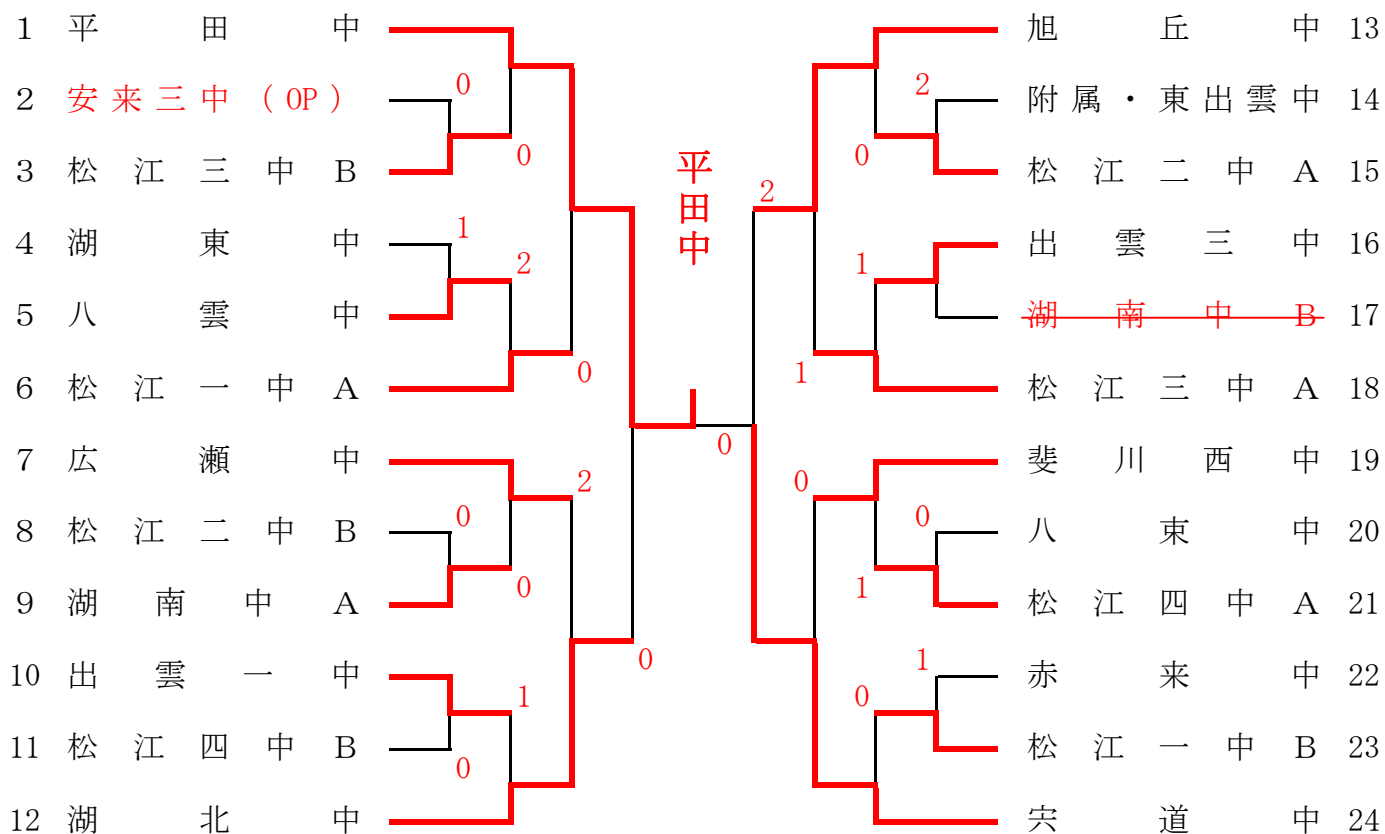 1 平田中
0
2 安来三中（OP）
0
3 松江三中B
1
4 湖東中
2
5 八雲中
0
6 松江一中A
7 広瀬中
2
0
8 松江二中B
0
9 湖南中A
10 出雲一中
0
1
11 松江四中B
0
12 湖北中
平田中
0
2
旭丘中 13
2
附属・東出雲中 14
0
松江二中A 15
出雲三中 16
1
湖南中B 17
1
松江三中A 18
斐川西中 19
0
0
八東中 20
1
松江四中A 21
1
赤来中 22
0
松江一中B 23
宍道中 24